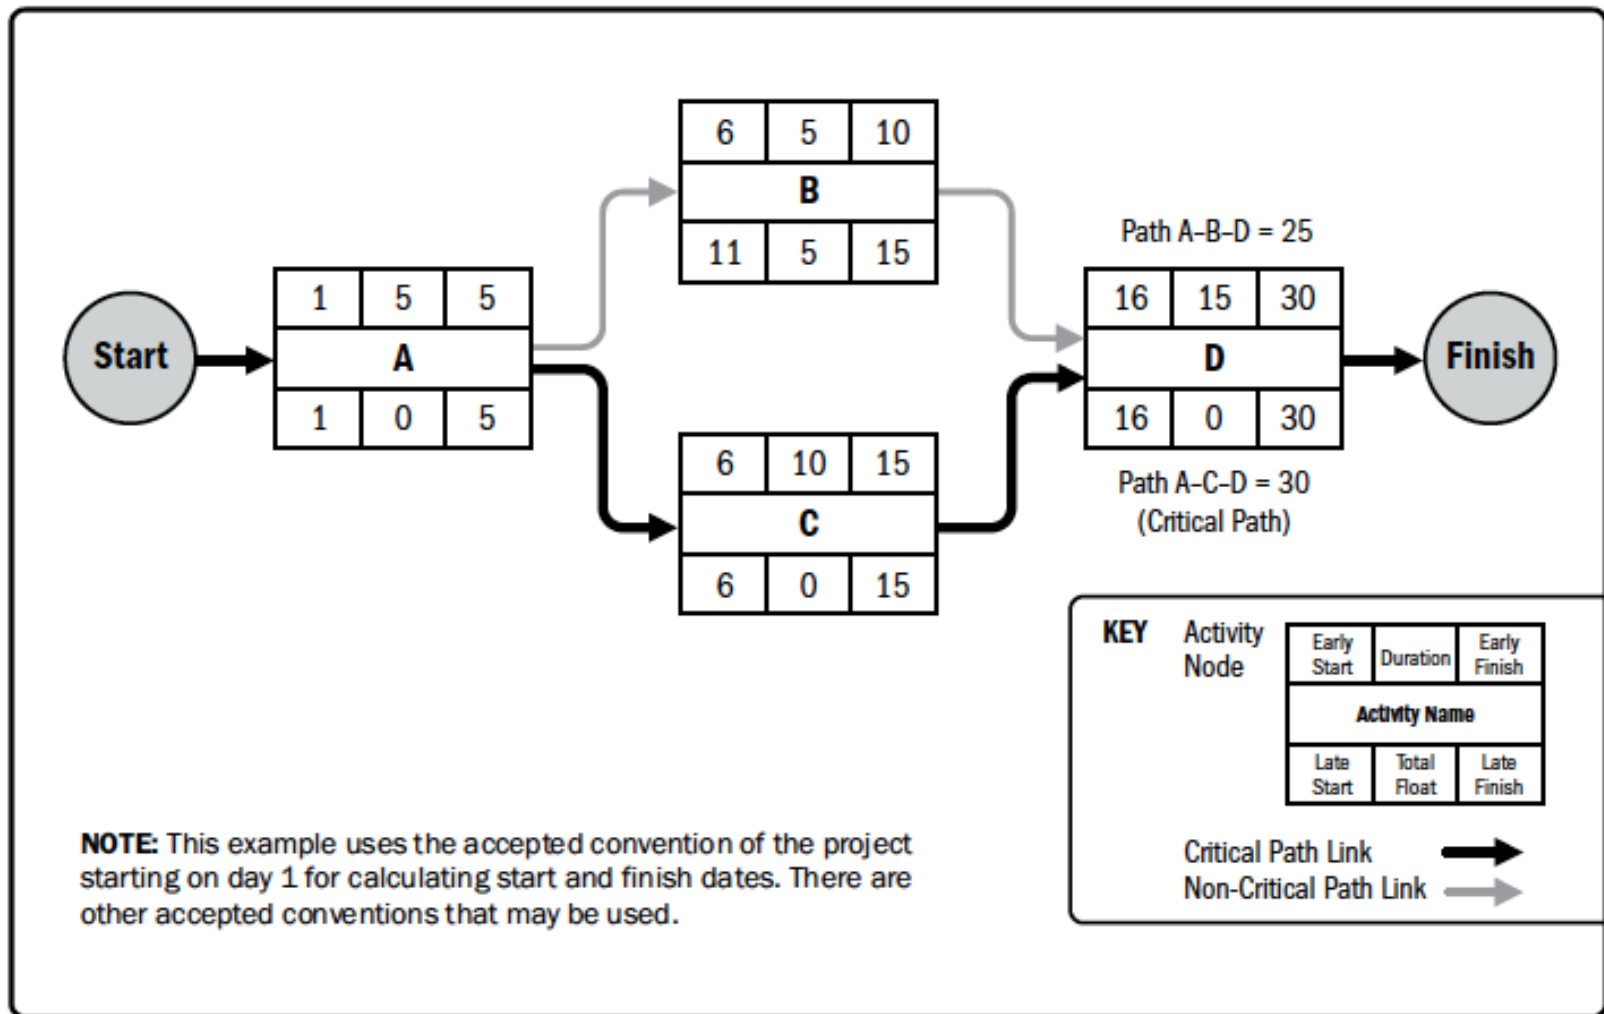 6 5 10
B
11 5 15
Path A-B-D = 25
Start
1 5 5
A
1 0 5
16 15 30
D
16 0 30
Finish
6 10 15
C
6 0 15
Path A-C-D = 30
(Critical Path)
KEY Activity
Node
Early
Start
Duration
Early
Finish
Activity Name
Late
Start
Total
Float
Late
Finish
Critical Path Link
Non-Critical Path Link
NOTE: This example uses the accepted convention of the project
starting on day 1 for calculating start and finish dates. There are
other accepted conventions that may be used.